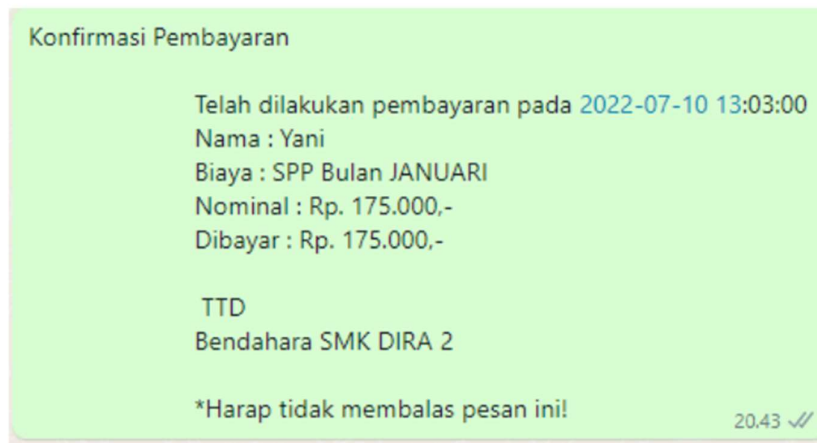 Konfirmasi Pembayaran
Telah dilakukan pembayaran pada 2022-07-10 13:03:00
Nama : Yani
Biaya : SPP Bulan JANUARI
Nominal : Rp. 175.000,-
Dibayar : Rp. 175.000,-
TTD
Bendahara SMK DIRA 2
*Harap tidak membalas pesan ini!
20.43